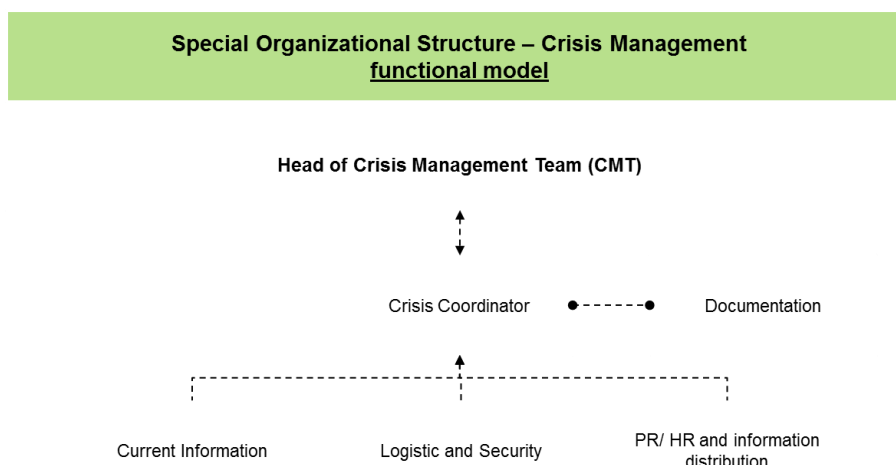 Special Organizational Structure – Crisis Management
functional model
Head of Crisis Management Team (CMT)
Crisis Coordinator
Documentation
Current Information
Logistic and Security
PR/ HR and information
distribution